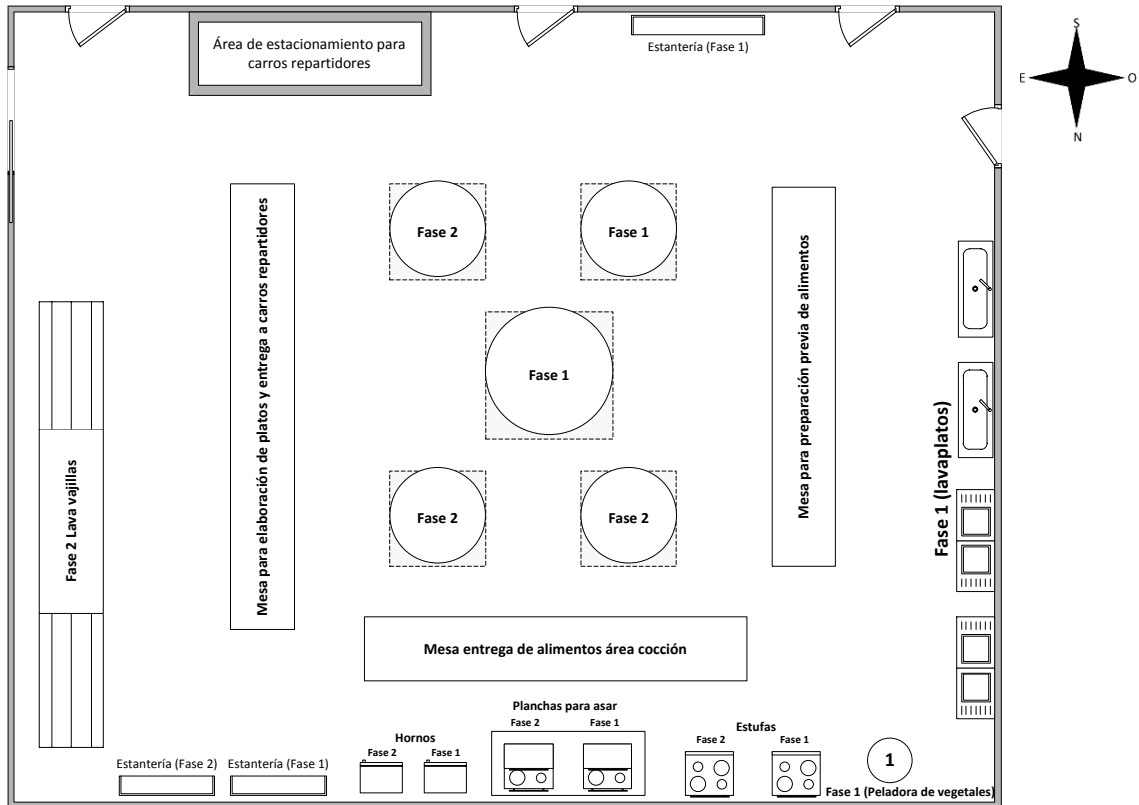 Área de estacionamiento para
carros repartidores
Estantería (Fase 1)
S
E
O
N
Mesa para elaboración de platos y entrega a carros repartidores
Fase 2
Fase 1
Mesa para preparación previa de alimentos
Fase 1
Fase 2 Lava vajillas
Fase 2
Fase 2
Fase 1 (lavaplatos)
Mesa entrega de alimentos área cocción
Planchas para asar
Fase 2
Fase 1
Hornos
Fase 2
Fase 1
Estufas
Fase 2
Fase 1
Estantería (Fase 2)
Estantería (Fase 1)
1
Fase 1 (Peladora de vegetales)